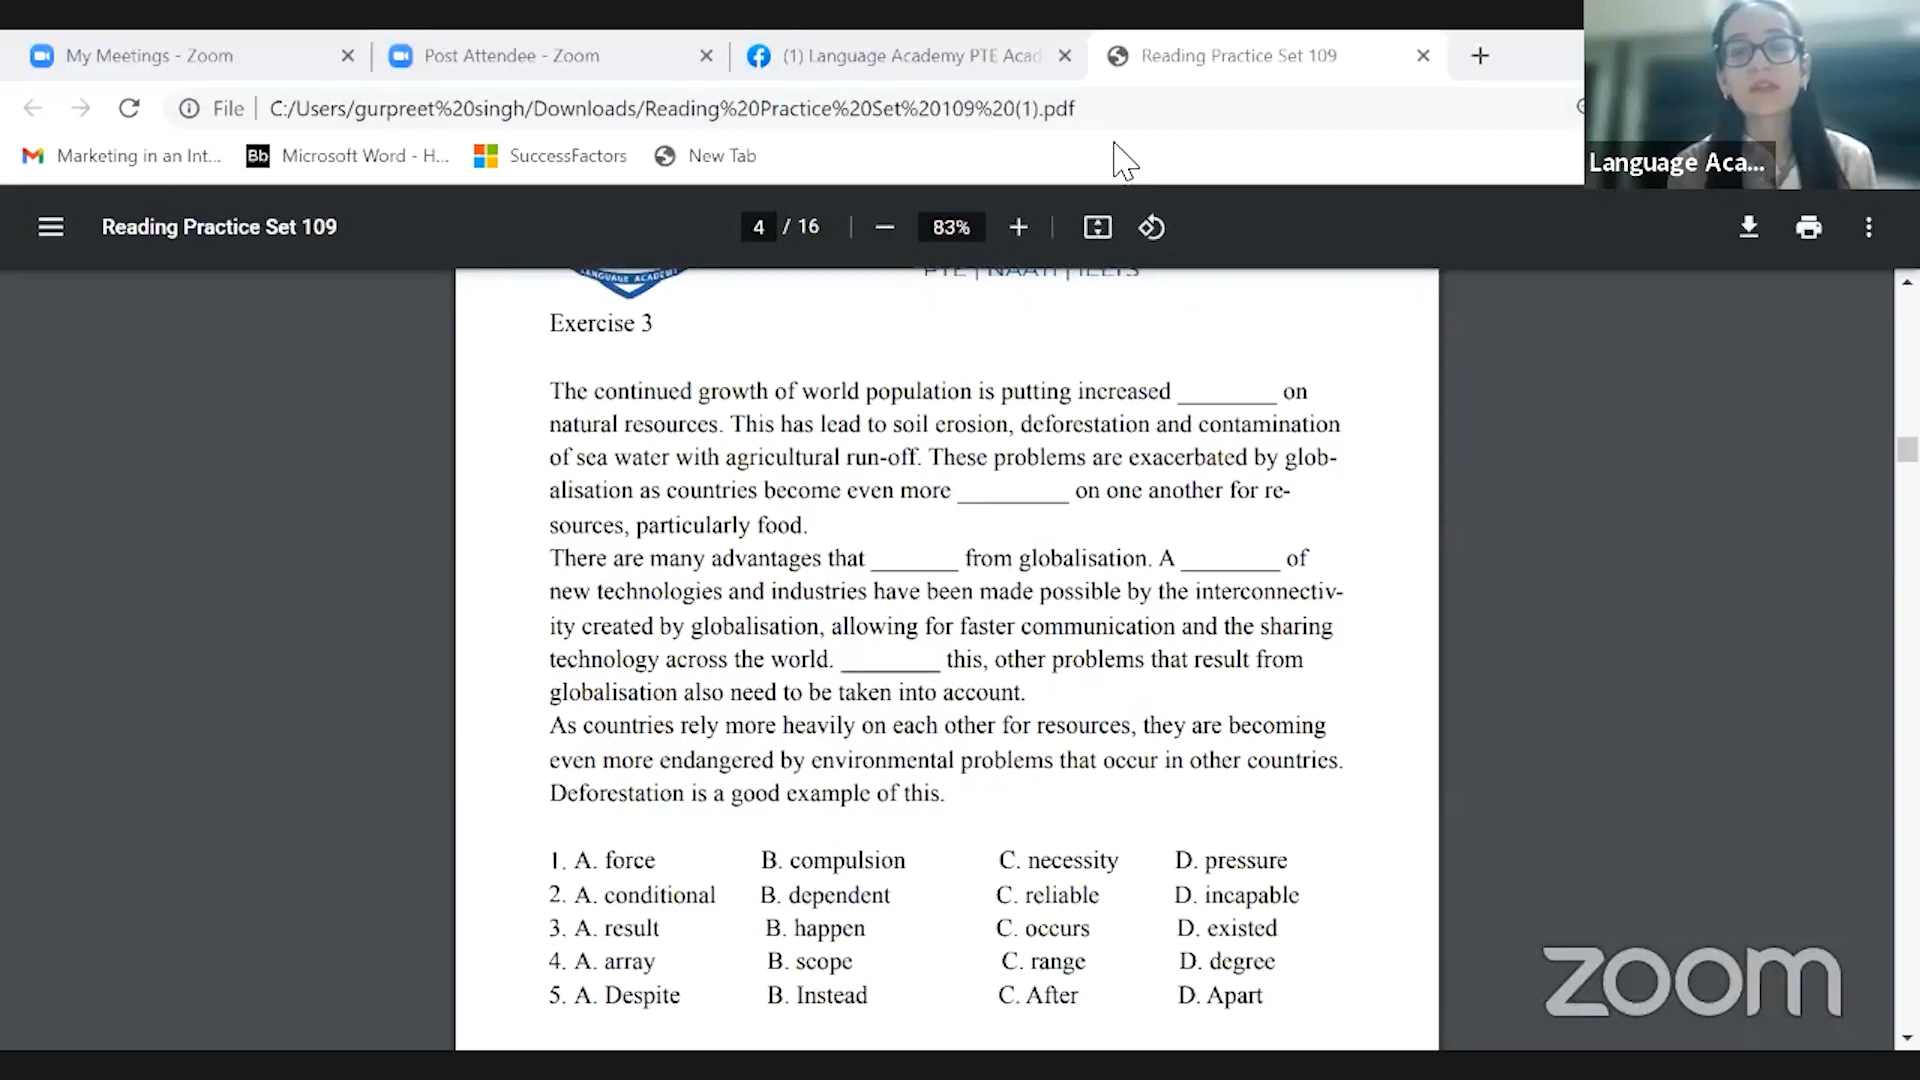 My Meetings - Zoom
Post Attendee - Zoom
(1) Language Academy PTE Acad
Reading Practice Set 109
File
C:/Users/gurpreet%20singh/Downloads/Reading%20Practice%20Set%20109%20(1).pdf
Marketing in an Int...
Bb Microsoft Word - H...
SuccessFactors
New Tab
Language Aca...
Reading Practice Set 109
4 / 16
83%
LANGUAGE ACADEMY
PTE | NAATI | IELTS
Exercise 3
The continued growth of world population is putting increased ________ on
natural resources. This has lead to soil erosion, deforestation and contamination
of sea water with agricultural run-off. These problems are exacerbated by glob-
alisation as countries become even more _________ on one another for re-
sources, particularly food.
There are many advantages that _______ from globalisation. A ________ of
new technologies and industries have been made possible by the interconnectiv-
ity created by globalisation, allowing for faster communication and the sharing
technology across the world. ________ this, other problems that result from
globalisation also need to be taken into account.
As countries rely more heavily on each other for resources, they are becoming
even more endangered by environmental problems that occur in other countries.
Deforestation is a good example of this.
1. A. force B. compulsion C. necessity D. pressure
2. A. conditional B. dependent C. reliable D. incapable
3. A. result B. happen C. occurs D. existed
4. A. array B. scope C. range D. degree
5. A. Despite B. Instead C. After D. Apart
zoom